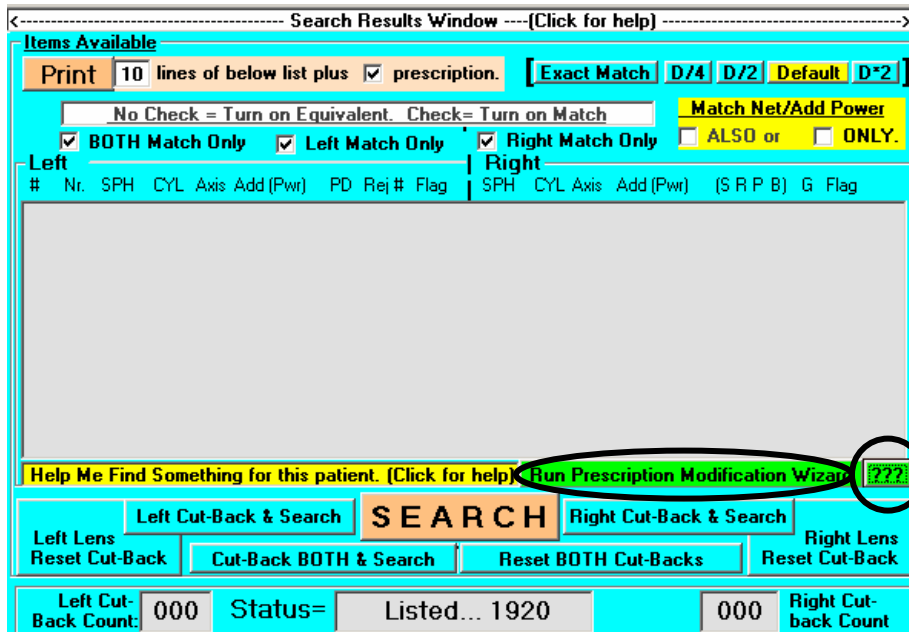 <---------------------------------------- Search Results Window ----(Click for help) ------------------------------------>
Items Available
Print 10 lines of below list plus prescription. [ Exact Match D/4 D/2 Default D*2 ]
No Check = Turn on Equivalent. Check= Turn on Match
Match Net/Add Power
BOTH Match Only Left Match Only Right Match Only ALSO or ONLY.
Left Right
# Nr. SPH CYL Axis Add (Pwr) PD Rej # Flag SPH CYL Axis Add (Pwr) (S R P B) G Flag
Help Me Find Something for this patient. (Click for help) Run Prescription Modification Wizard ???
Left Cut-Back & Search SEARCH Right Cut-Back & Search
Left Lens Reset Cut-Back Cut-Back BOTH & Search Reset BOTH Cut-Backs Right Lens Reset Cut-Back
Left Cut-Back Count: 000 Status= Listed... 1920 000 Right Cut-back Count